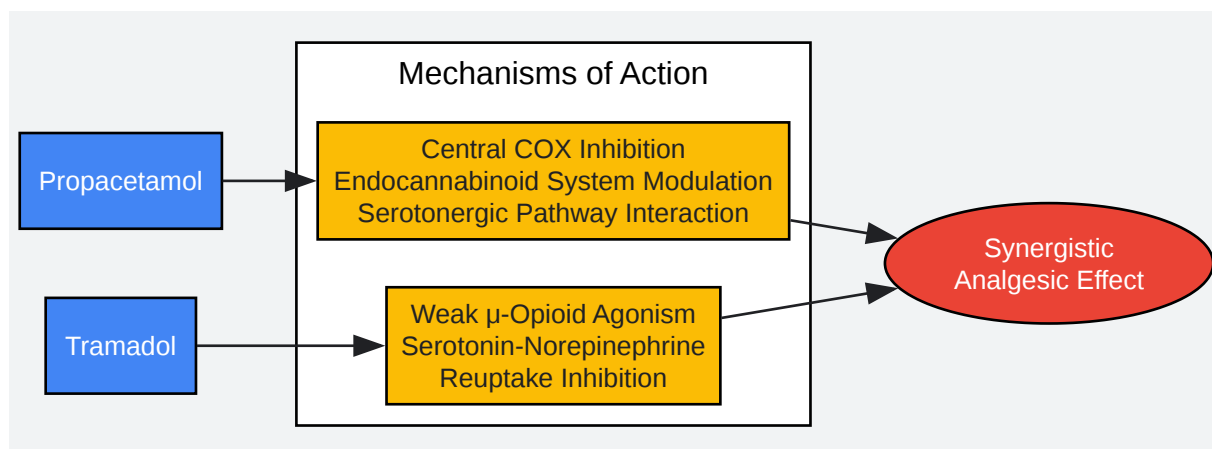 Mechanisms of Action
Propacetamol
Central COX Inhibition
Endocannabinoid System Modulation
Serotonergic Pathway Interaction
Tramadol
Weak μ-Opioid Agonism
Serotonin-Norepinephrine
Reuptake Inhibition
Synergistic
Analgesic Effect